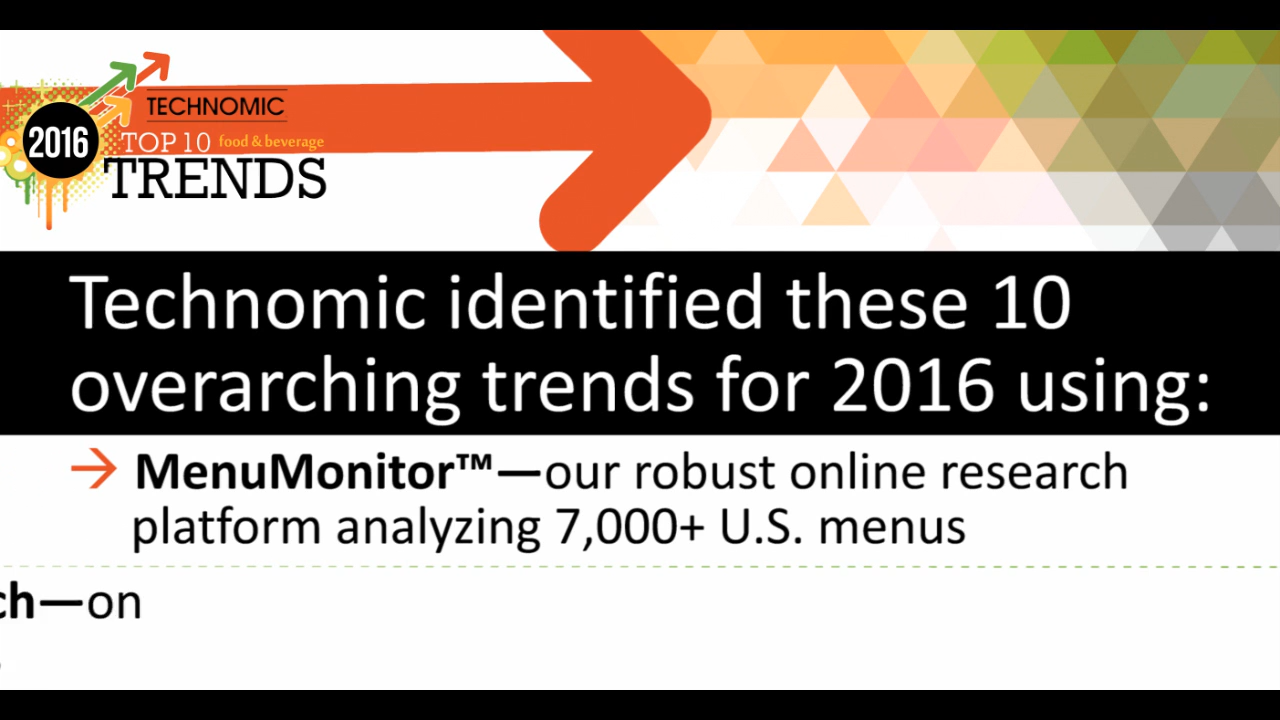 TECHNOMIC
2016
TOP 10 food & beverage
TRENDS
Technomic identified these 10
overarching trends for 2016 using:
→ MenuMonitor™—our robust online research
platform analyzing 7,000+ U.S. menus
—on